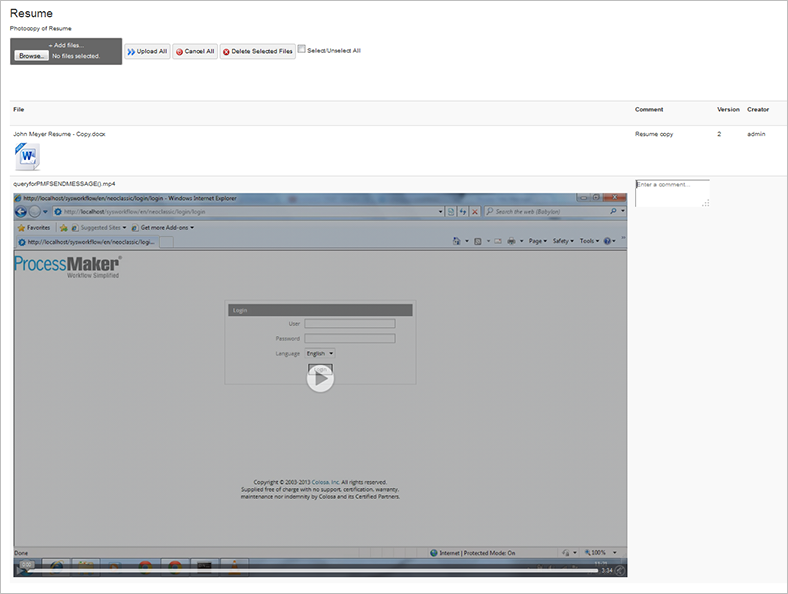 Resume
Photocopy of Resume
+ Add files...
Browse... No files selected.
Upload All
Cancel All
Delete Selected Files
Select/Unselect All
File Comment Version Creator
John Meyer Resume - Copy.docx Resume copy 2 admin
queryforPMFSENDMESSAGE().mp4 Enter a comment...
http://localhost/sysworkflow/en/neoclassic/login/login - Windows Internet Explorer
http://localhost/sysworkflow/en/neoclassic/login/login Search the web (Babylon)
Favorites Suggested Sites Get more Add-ons
http://localhost/sysworkflow/en/neoclassic/logi... Page Safety Tools
ProcessMaker
Workflow Simplified
Login
User
Password
Language English
Copyright © 2003-2013 Colosa, Inc. All rights reserved.
Supplied free of charge with no support, certification, warranty,
maintenance nor indemnity by Colosa and its Certified Partners.
Done Internet | Protected Mode: On 100%
3:34